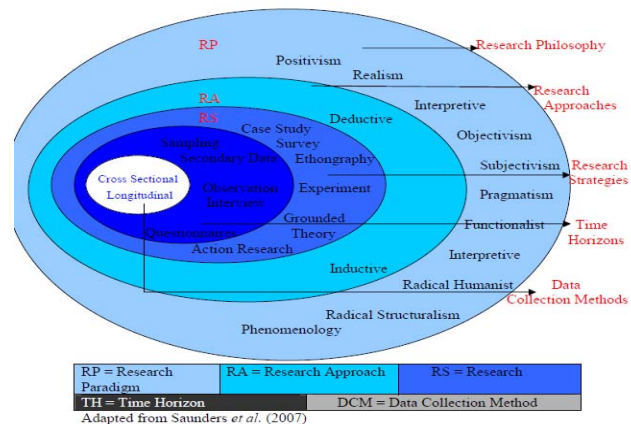 RP
Research Philosophy
Positivism
Realism
Research
Approaches
RA
Interpretive
RS
Deductive
Case Study
Objectivism
Sampling
Survey
Secondary Data
Ethongraphy
Subjectivism
Research
Strategies
Cross Sectional
Longitudinal
Observation
Experiment
Interview
Pragmatism
Grounded
Theory
Functionalist
Time
Horizons
Questionnaires
Action Research
Interpretive
Inductive
Radical Humanist
Data
Collection Methods
Radical Structuralism
Phenomenology
RP = Research
Paradigm
RA = Research Approach
RS = Research
TH = Time Horizon
DCM = Data Collection Method
Adapted from Saunders et al. (2007)